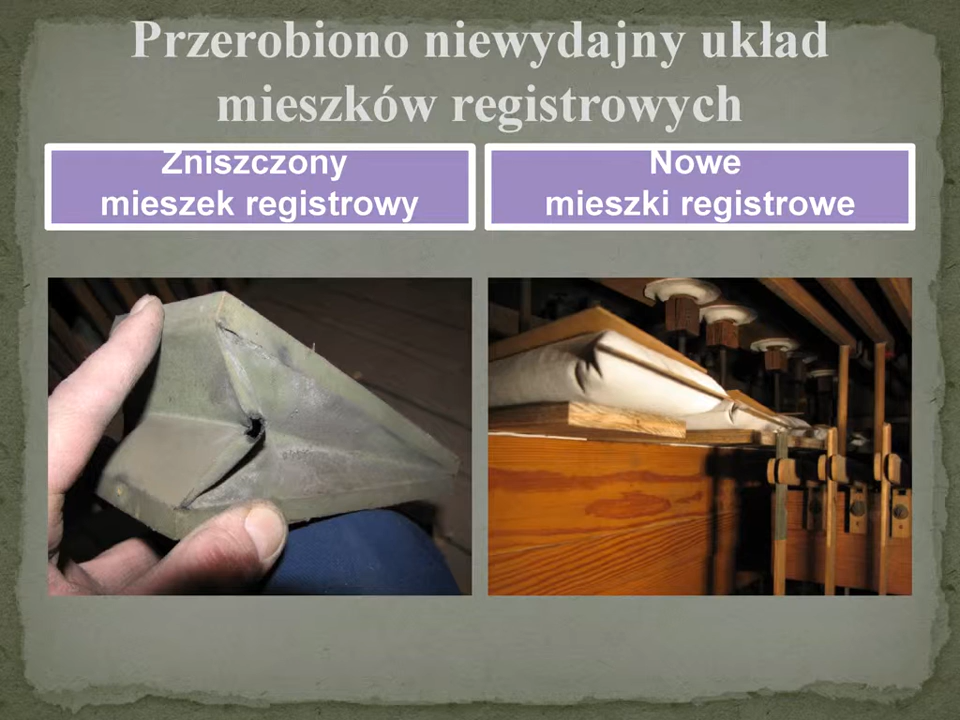 Przerobiono niewydajny układ
mieszków registrowych
Zniszczony
mieszek registrowy
Nowe
mieszki registrowe